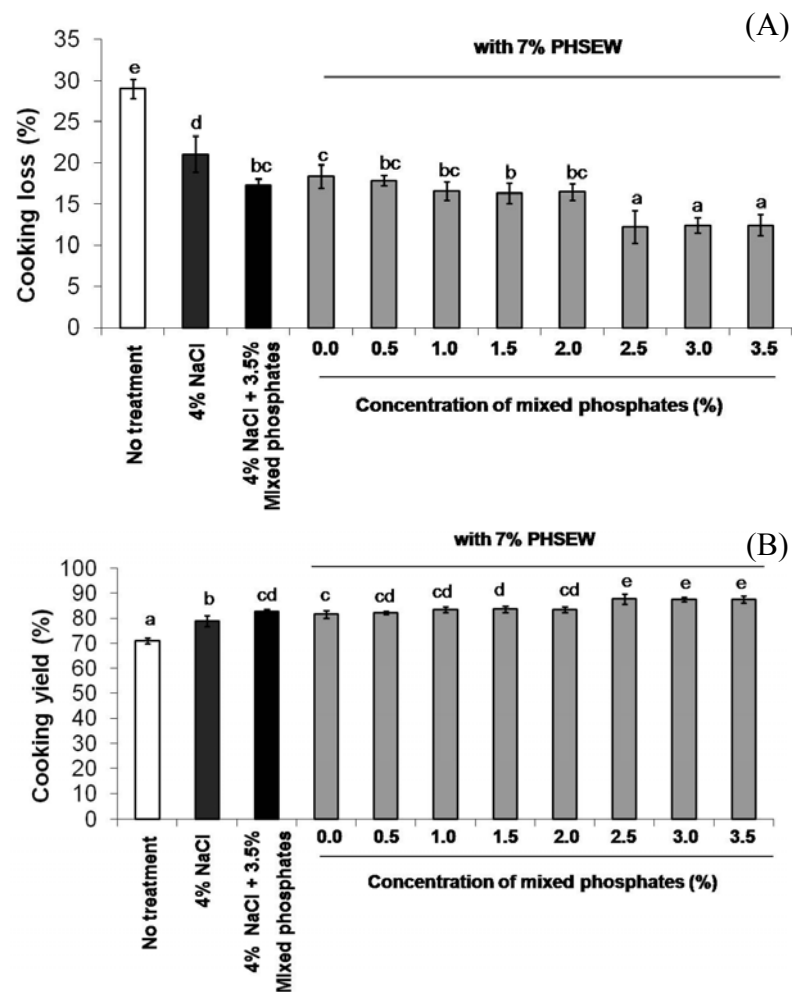 (A)
with 7% PHSEW
Cooking loss (%)
35
30
25
20
15
10
5
0
e
d
bc
c
bc
bc
b
bc
a
a
a
No treatment
4% NaCl
4% NaCl + 3.5%
Mixed phosphates
0.0 0.5 1.0 1.5 2.0 2.5 3.0 3.5
Concentration of mixed phosphates (%)
(B)
with 7% PHSEW
Cooking yield (%)
100
90
80
70
60
50
40
30
20
10
0
a
b
cd
c
cd
cd
d
cd
e
e
e
No treatment
4% NaCl
4% NaCl + 3.5%
Mixed phosphates
0.0 0.5 1.0 1.5 2.0 2.5 3.0 3.5
Concentration of mixed phosphates (%)